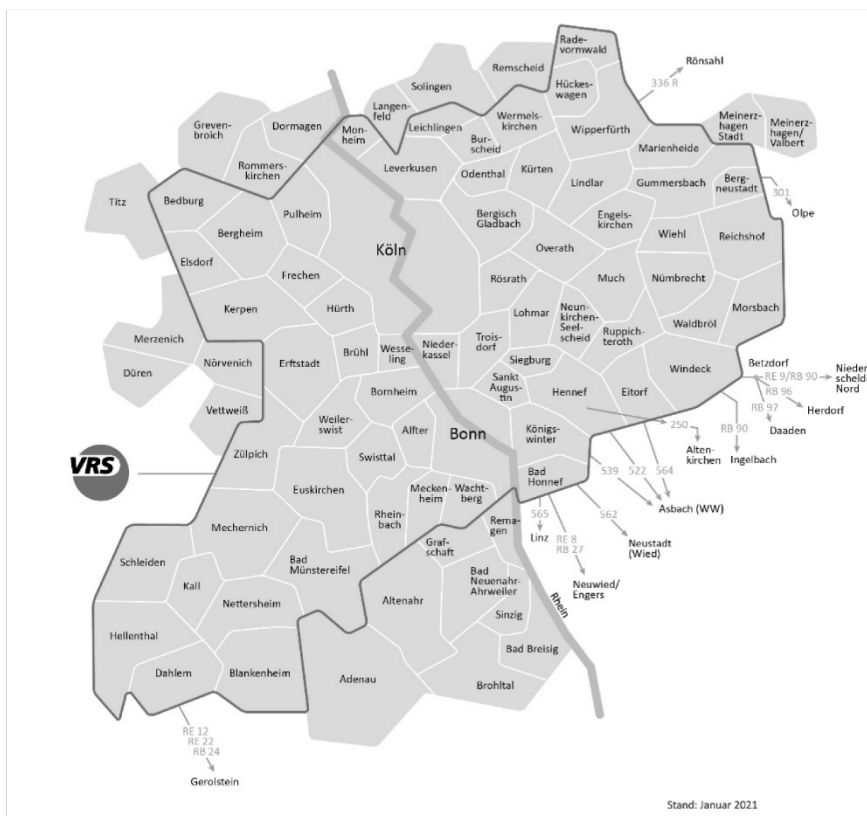 Rade-
vormwald
Rönsahl
336 R
Remscheid
Solingen
Hückes-
wagen
Langen-
feld
Wermels-
kirchen
Meinerz-
hagen
Stadt
Meinerz-
hagen/
Valbert
Greven-
broich
Dormagen
Mon-
heim
Leichlingen
Bur-
scheid
Wipperfürth
Marienheide
Rommers-
kirchen
Leverkusen
Odenthal
Kürten
Lindlar
Gummersbach
Berg-
neustadt
301
Olpe
Titz
Bedburg
Pulheim
Bergheim
Bergisch
Gladbach
Engels-
kirchen
Wiehl
Reichshof
Köln
Overath
Elsdorf
Frechen
Rösrath
Much
Nümbrecht
Kerpen
Hürth
Lohmar
Neun-
kirchen-
Seel-
scheid
Morsbach
Merzenich
Ruppich-
teroth
Waldbröl
Nörvenich
Erftstadt
Brühl
Wesse-
ling
Nieder-
kassel
Trois-
dorf
Siegburg
Windeck
Betzdorf
Düren
RE 9/RB 90
Nieder-
schelden
Nord
RB 96
Herdorf
RB 97
Daaden
Bornheim
Sankt
Augus-
tin
Hennef
Eitorf
Vettweiß
Weiler-
swist
Alfter
Bonn
Königs-
winter
250
Alten-
kirchen
RB 90
Ingelbach
Zülpich
Swisttal
VRS
539
522
564
Asbach (WW)
Bad
Honnef
Euskirchen
Mecken-
heim
Wacht-
berg
Rhein-
bach
565
Linz
562
Neustadt
(Wied)
Mechernich
Rema-
gen
RE 8
RB 27
Neuwied/
Engers
Graf-
schaft
Schleiden
Bad
Münstereifel
Kall
Bad
Neuenahr-
Ahrweiler
Altenahr
Nettersheim
Rhein
Sinzig
Hellenthal
Bad Breisig
Dahlem
Blankenheim
Adenau
Brohltal
RE 12
RE 22
RB 24
Gerolstein
Stand: Januar 2021